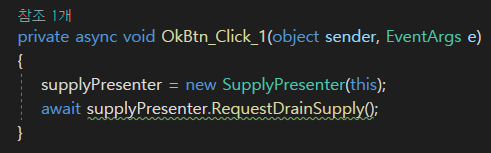 참조 1개
private async void OkBtn_Click_1(object sender, EventArgs e)
{
supplyPresenter = new SupplyPresenter(this);
await supplyPresenter.RequestDrainSupply();
}